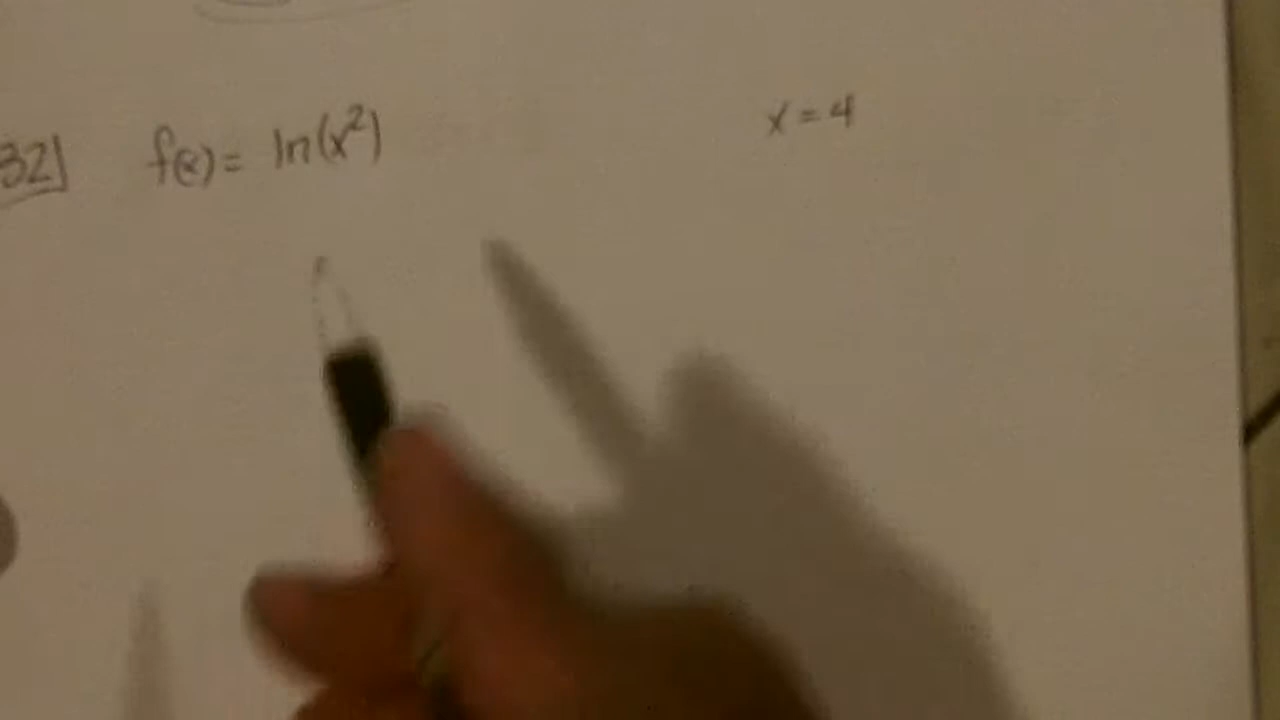 32] f(x) = ln(x²) x = 4